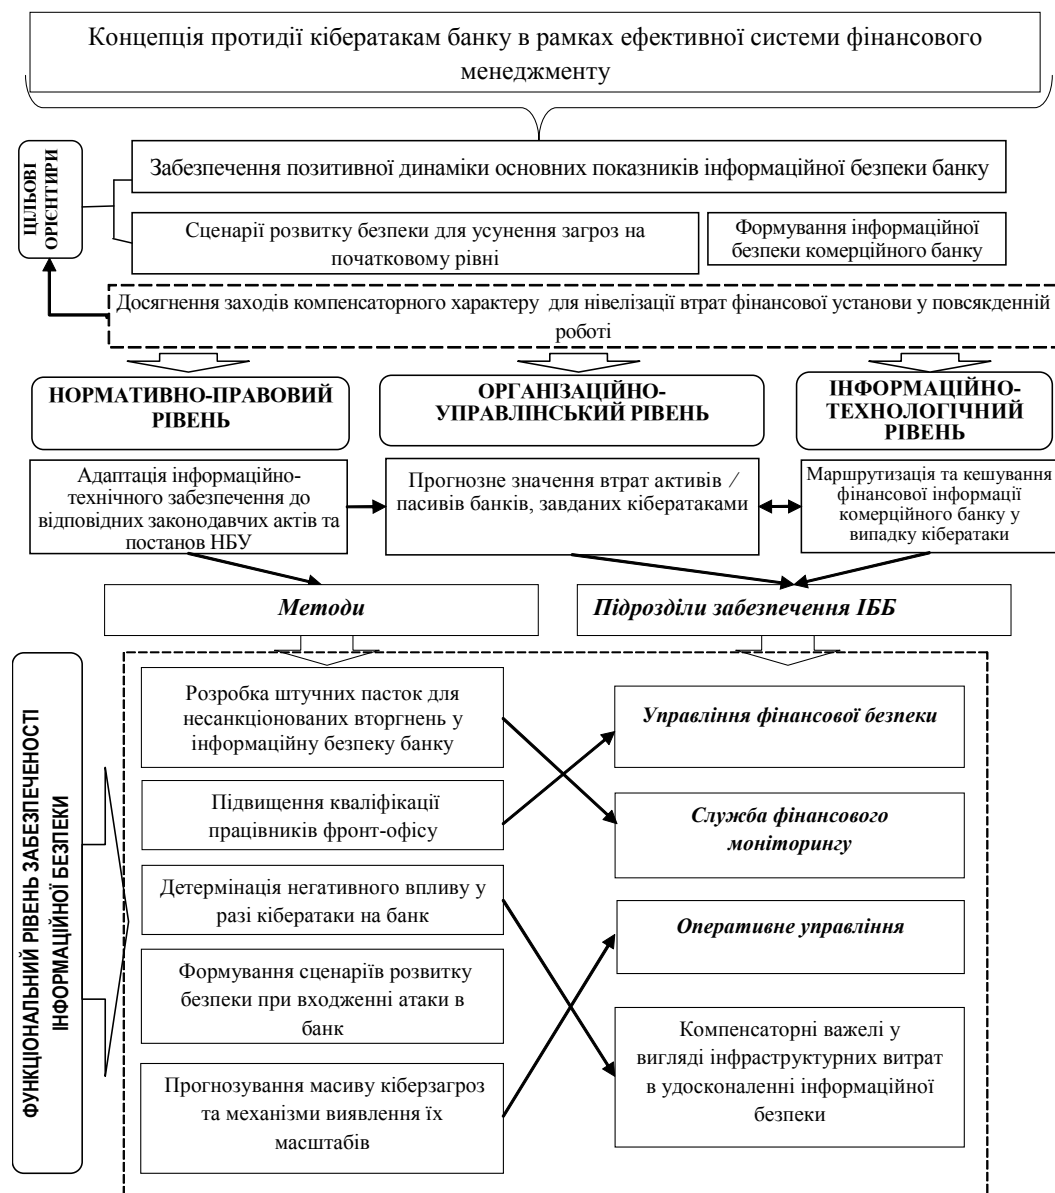 Концепція протидії кібератакам банку в рамках ефективної системи фінансового
менеджменту
ЦІЛЬОВІ
ОРІЄНТИРИ
Забезпечення позитивної динаміки основних показників інформаційної безпеки банку
Сценарії розвитку безпеки для усунення загроз на
початковому рівні
Формування інформаційної
безпеки комерційного банку
Досягнення заходів компенсаторного характеру для нівелізації втрат фінансової установи у повсякденній
роботі
НОРМАТИВНО-ПРАВОВИЙ
РІВЕНЬ
ОРГАНІЗАЦІЙНО-
УПРАВЛІНСЬКИЙ РІВЕНЬ
ІНФОРМАЦІЙНО-
ТЕХНОЛОГІЧНИЙ
РІВЕНЬ
Адаптація інформаційно-
технічного забезпечення до
відповідних законодавчих актів та
постанов НБУ
Прогнозне значення втрат активів /
пасивів банків, завданих кібератаками
Маршрутизація та кешування
фінансової інформації
комерційного банку у
випадку кібератаки
Методи
Підрозділи забезпечення ІББ
ФУНКЦІОНАЛЬНИЙ РІВЕНЬ ЗАБЕЗПЕЧЕНОСТІ
ІНФОРМАЦІЙНОЇ БЕЗПЕКИ
Розробка штучних пасток для
несанкціонованих вторгнень у
інформаційну безпеку банку
Підвищення кваліфікації
працівників фронт-офісу
Детермінація негативного впливу у
разі кібератаки на банк
Формування сценаріїв розвитку
безпеки при входженні атаки в
банк
Прогнозування масиву кіберзагроз
та механізми виявлення їх
масштабів
Управління фінансової безпеки
Служба фінансового
моніторингу
Оперативне управління
Компенсаторні важелі у
вигляді інфраструктурних витрат
в удосконаленні інформаційної
безпеки